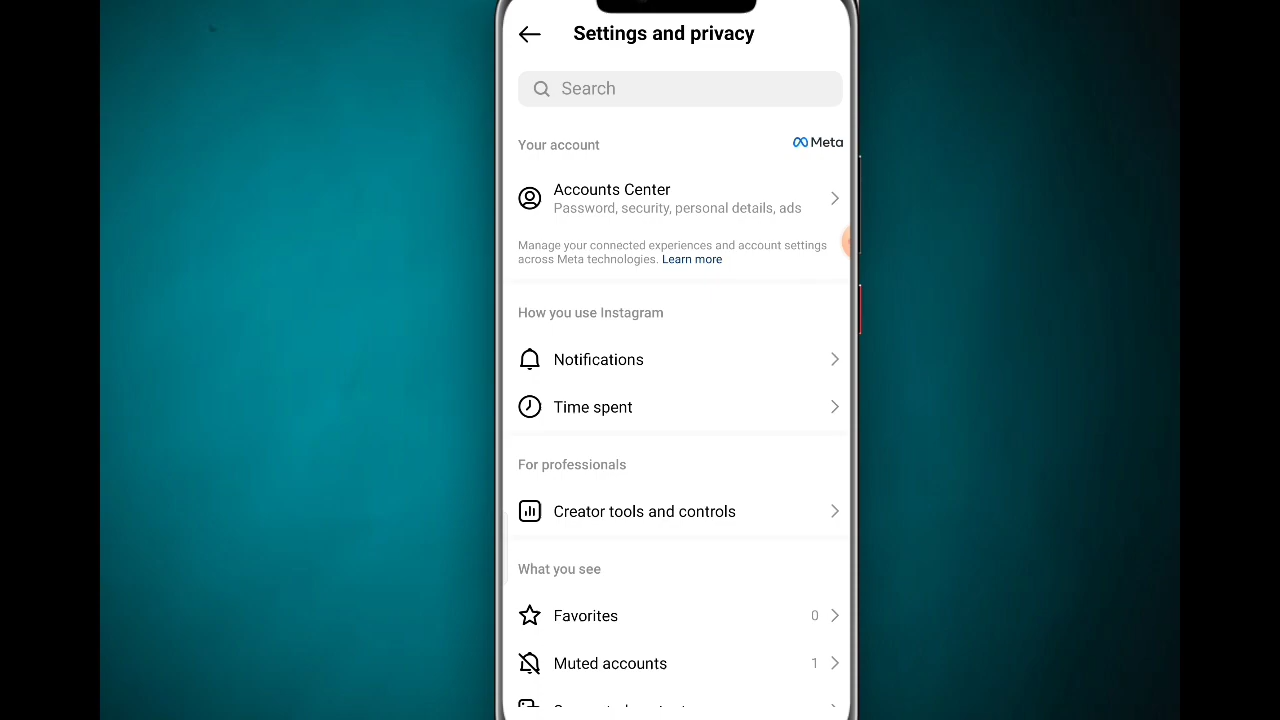 Settings and privacy
Search
Your account
Meta
Accounts Center
Password, security, personal details, ads
Manage your connected experiences and account settings
across Meta technologies. Learn more
How you use Instagram
Notifications
Time spent
For professionals
Creator tools and controls
What you see
Favorites 0
Muted accounts 1